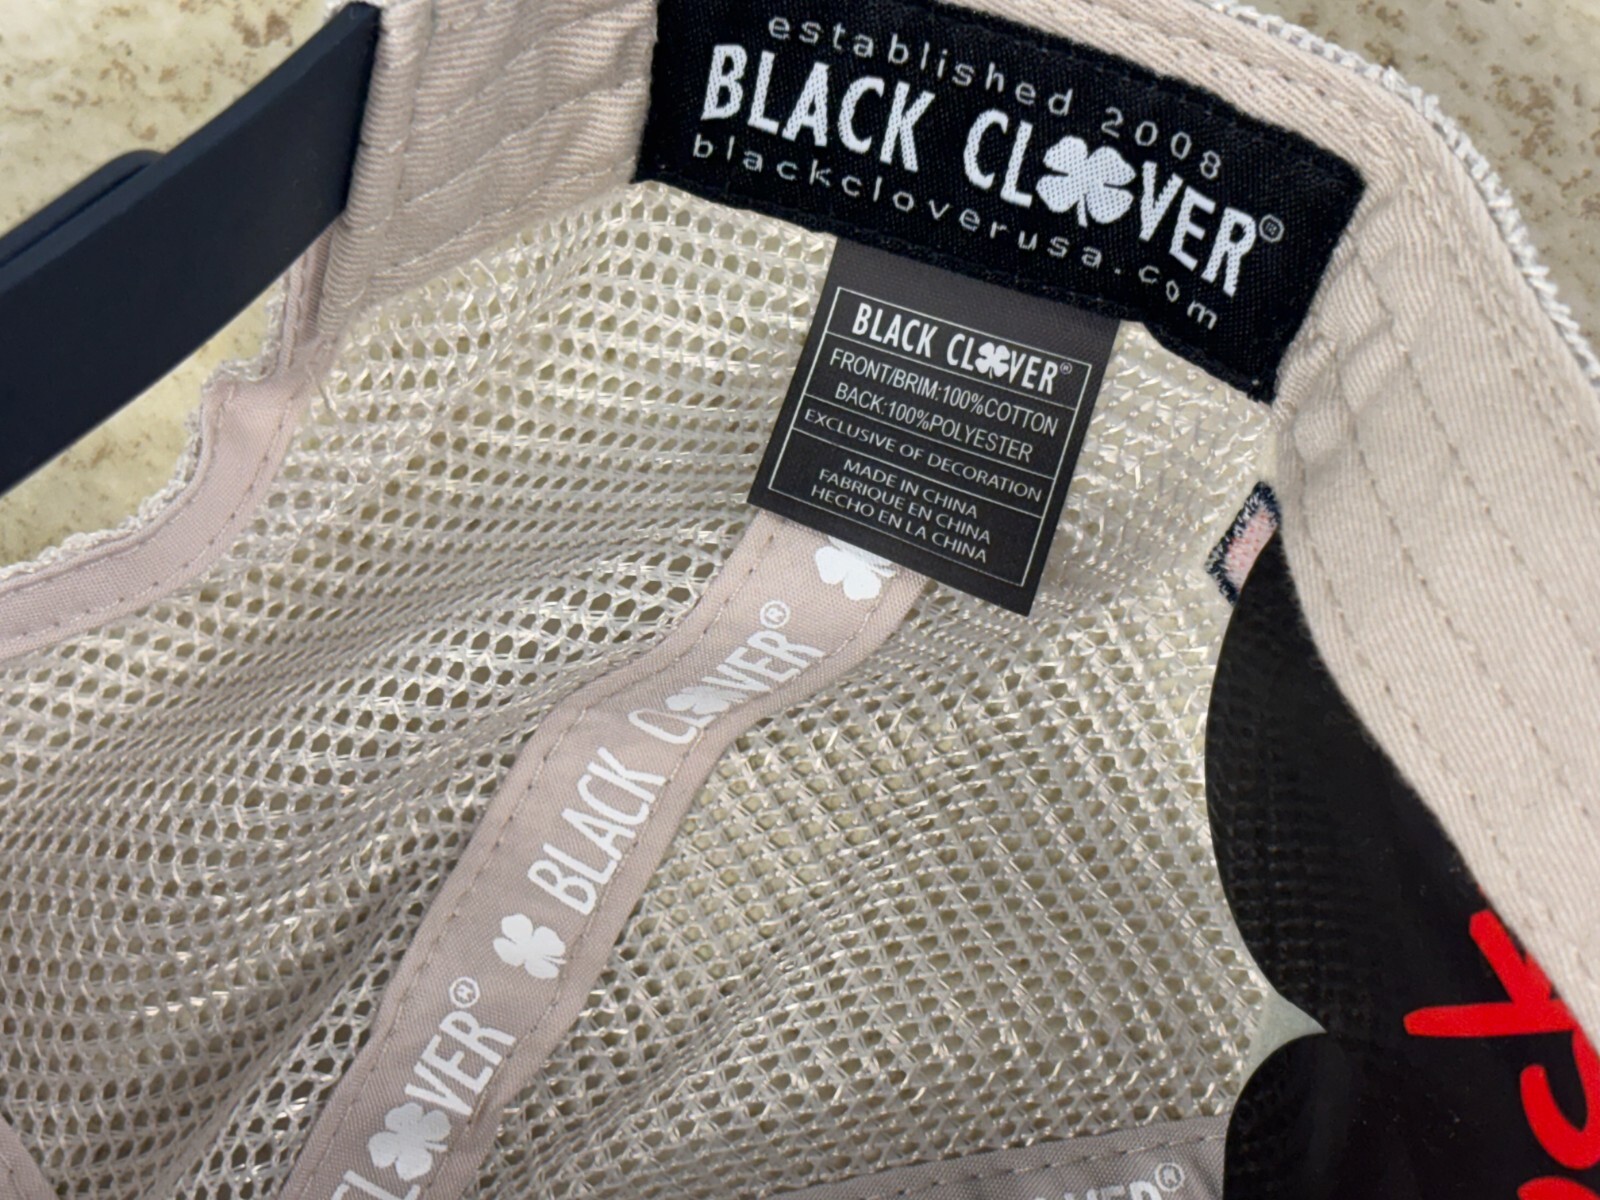 established 2008
BLACK CLOVER®
blackcloverusa.com
BLACK CLOVER®
FRONT/BRIM:100%COTTON
BACK:100%POLYESTER
EXCLUSIVE OF DECORATION
MADE IN CHINA
FABRIQUE EN CHINA
HECHO EN LA CHINA
BLACK CLOVER®
CLOVER®
CLOVER®